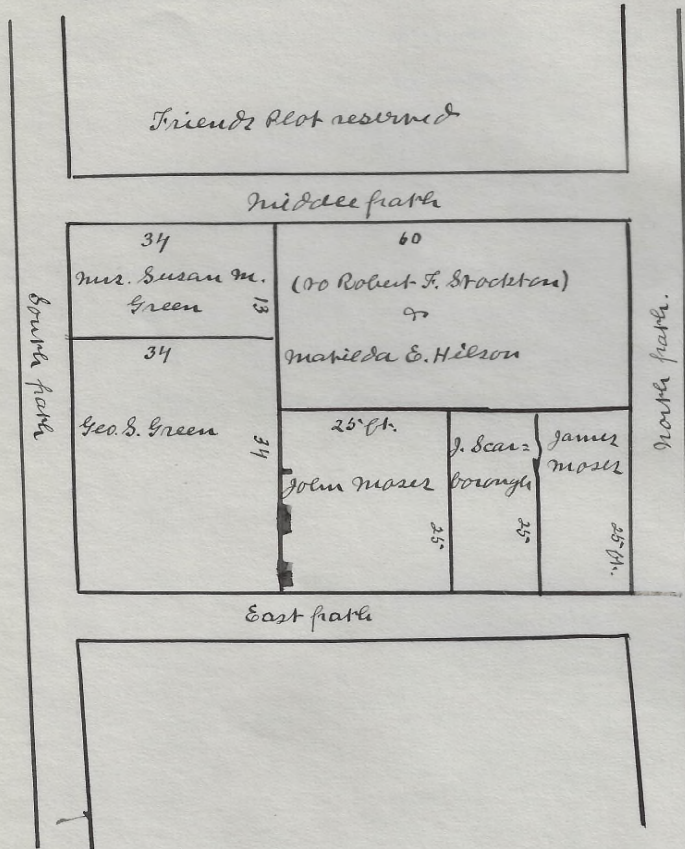 Friends Plot reserved
Middle path
34
Mrs. Susan M.
Green
13
60
(to Robert F. Stockton)
&
Matilda E. Hilson
South path
North path.
34
Geo. S. Green
34
25 ft.
John Moser
25
J. Scar=
borough
25
James
Moser
25 ft.
East path